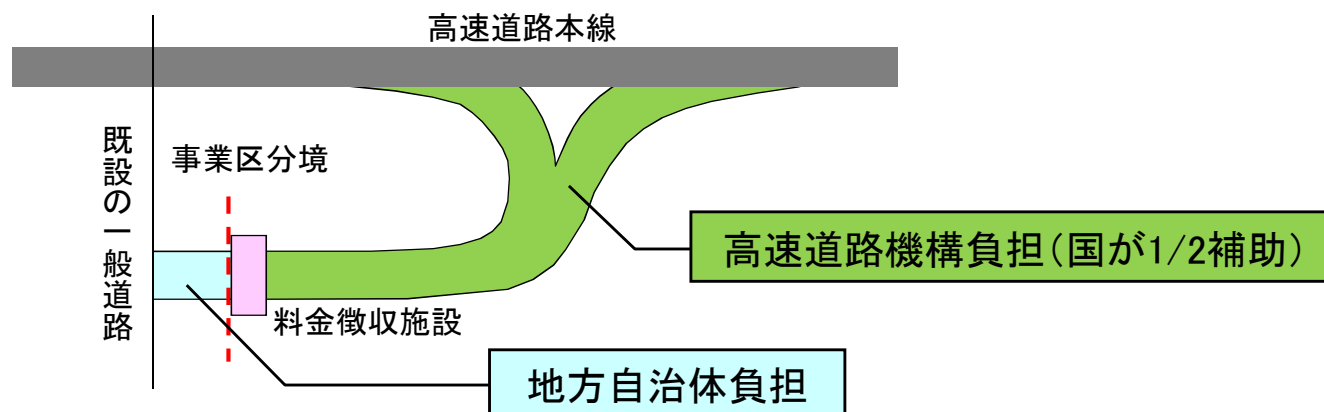 高速道路本線
既設の一般道路
事業区分境
高速道路機構負担(国が1/2補助)
料金徴収施設
地方自治体負担